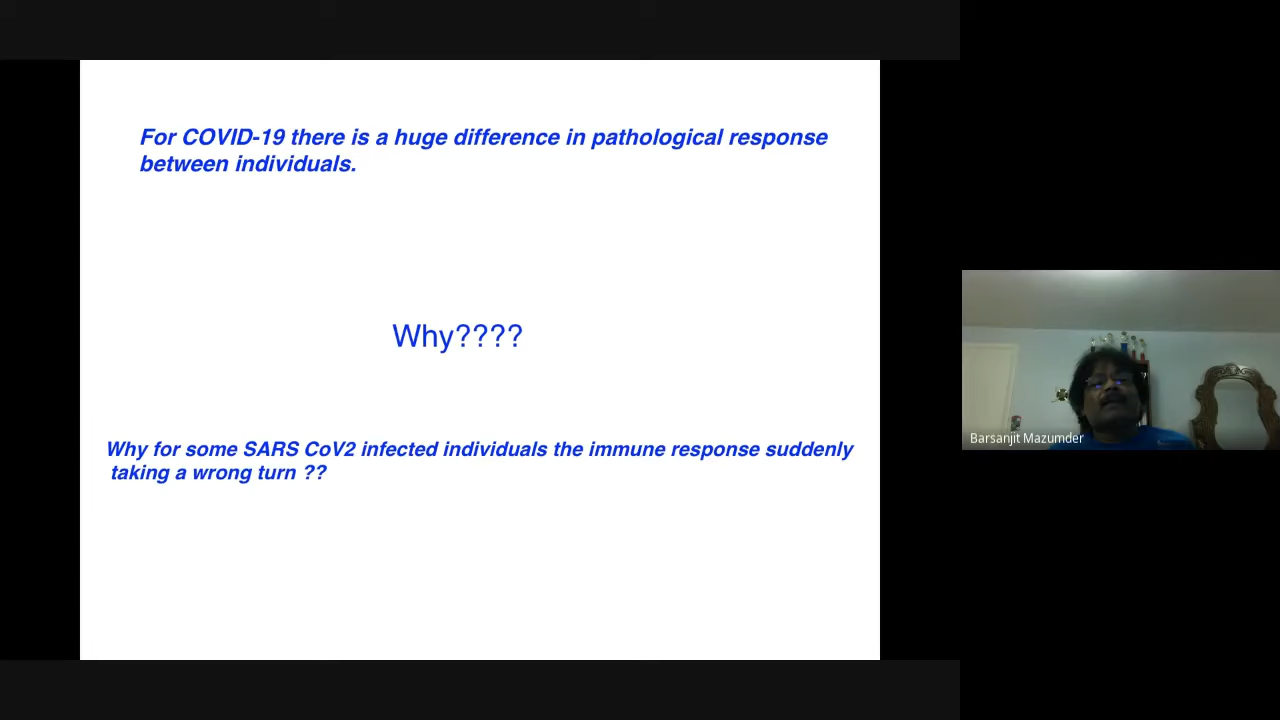 For COVID-19 there is a huge difference in pathological response
between individuals.
Why????
Why for some SARS CoV2 infected individuals the immune response suddenly
taking a wrong turn ??
Barsanjit Mazumder